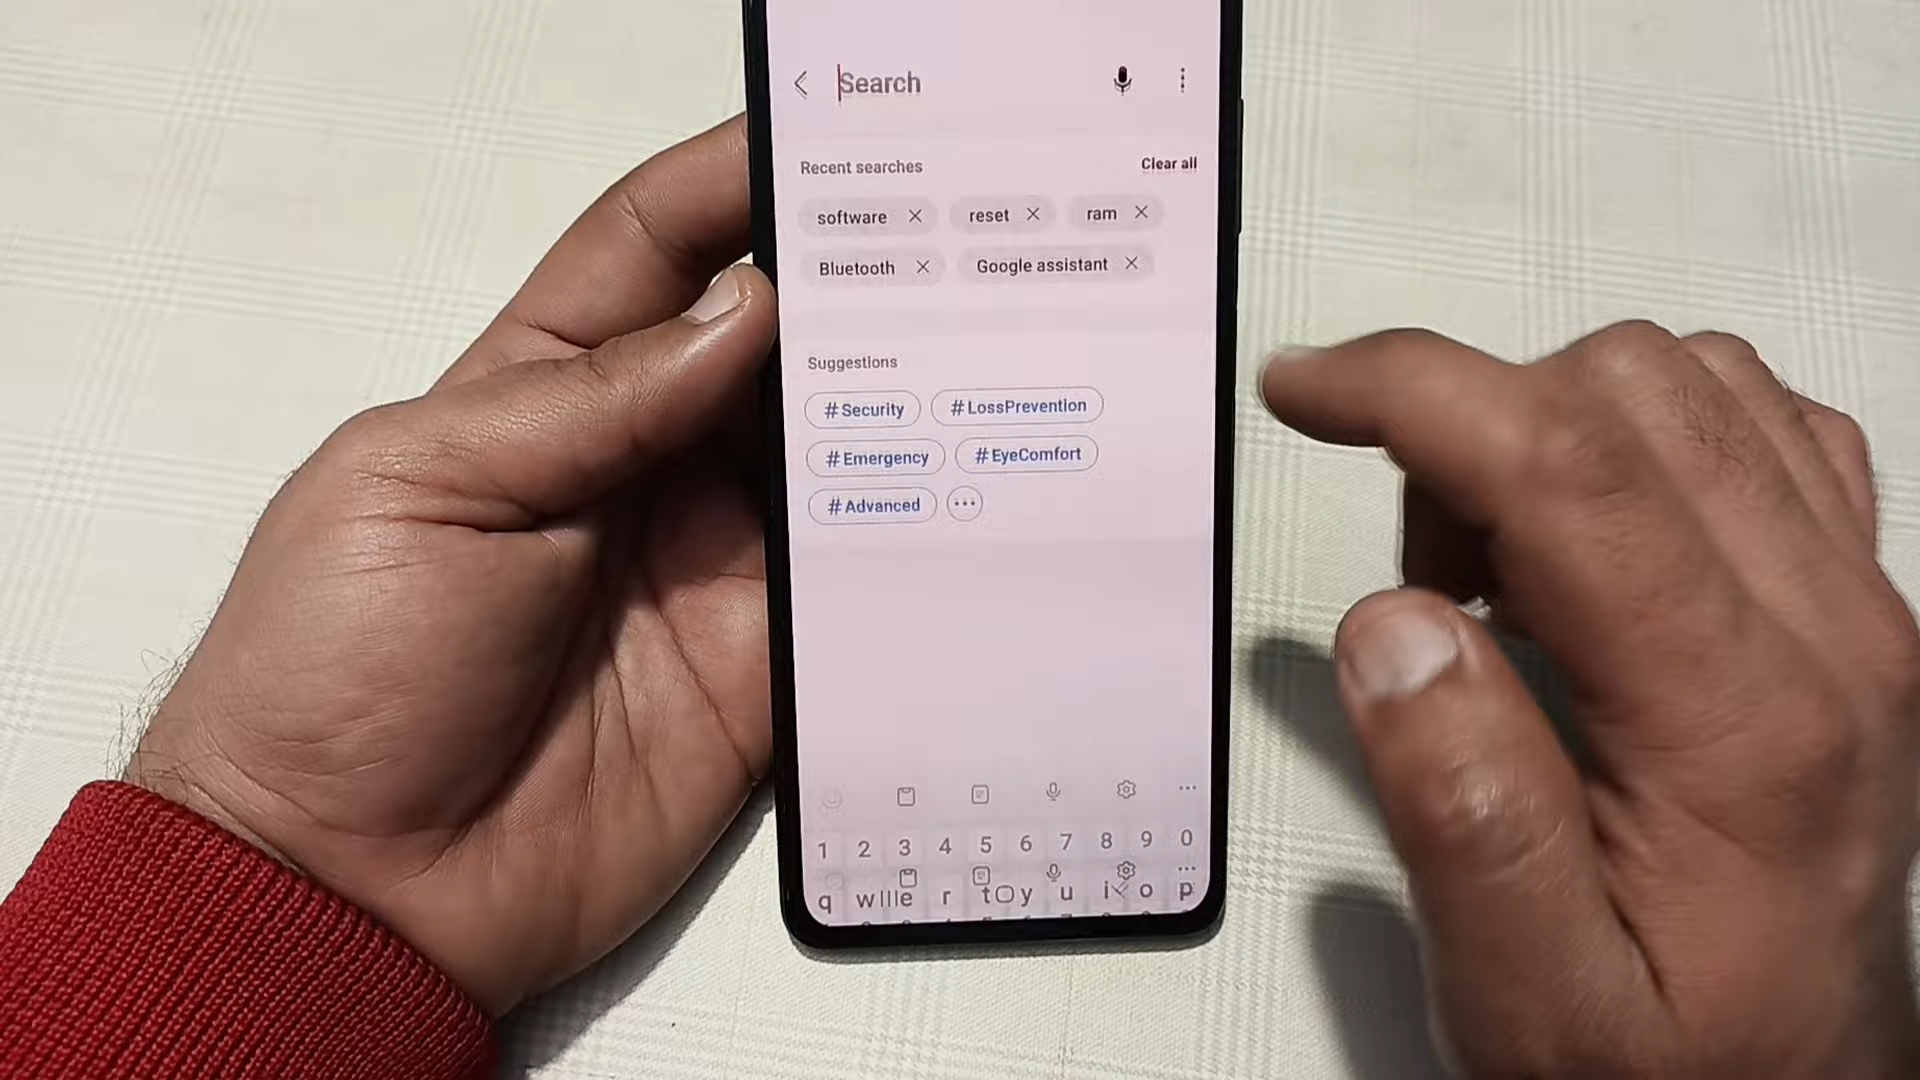 Search
Recent searches Clear all
software reset ram
Bluetooth Google assistant
Suggestions
#Security #LossPrevention
#Emergency #EyeComfort
#Advanced
1 2 3 4 5 6 7 8 9 0
q w e r t y u i o p